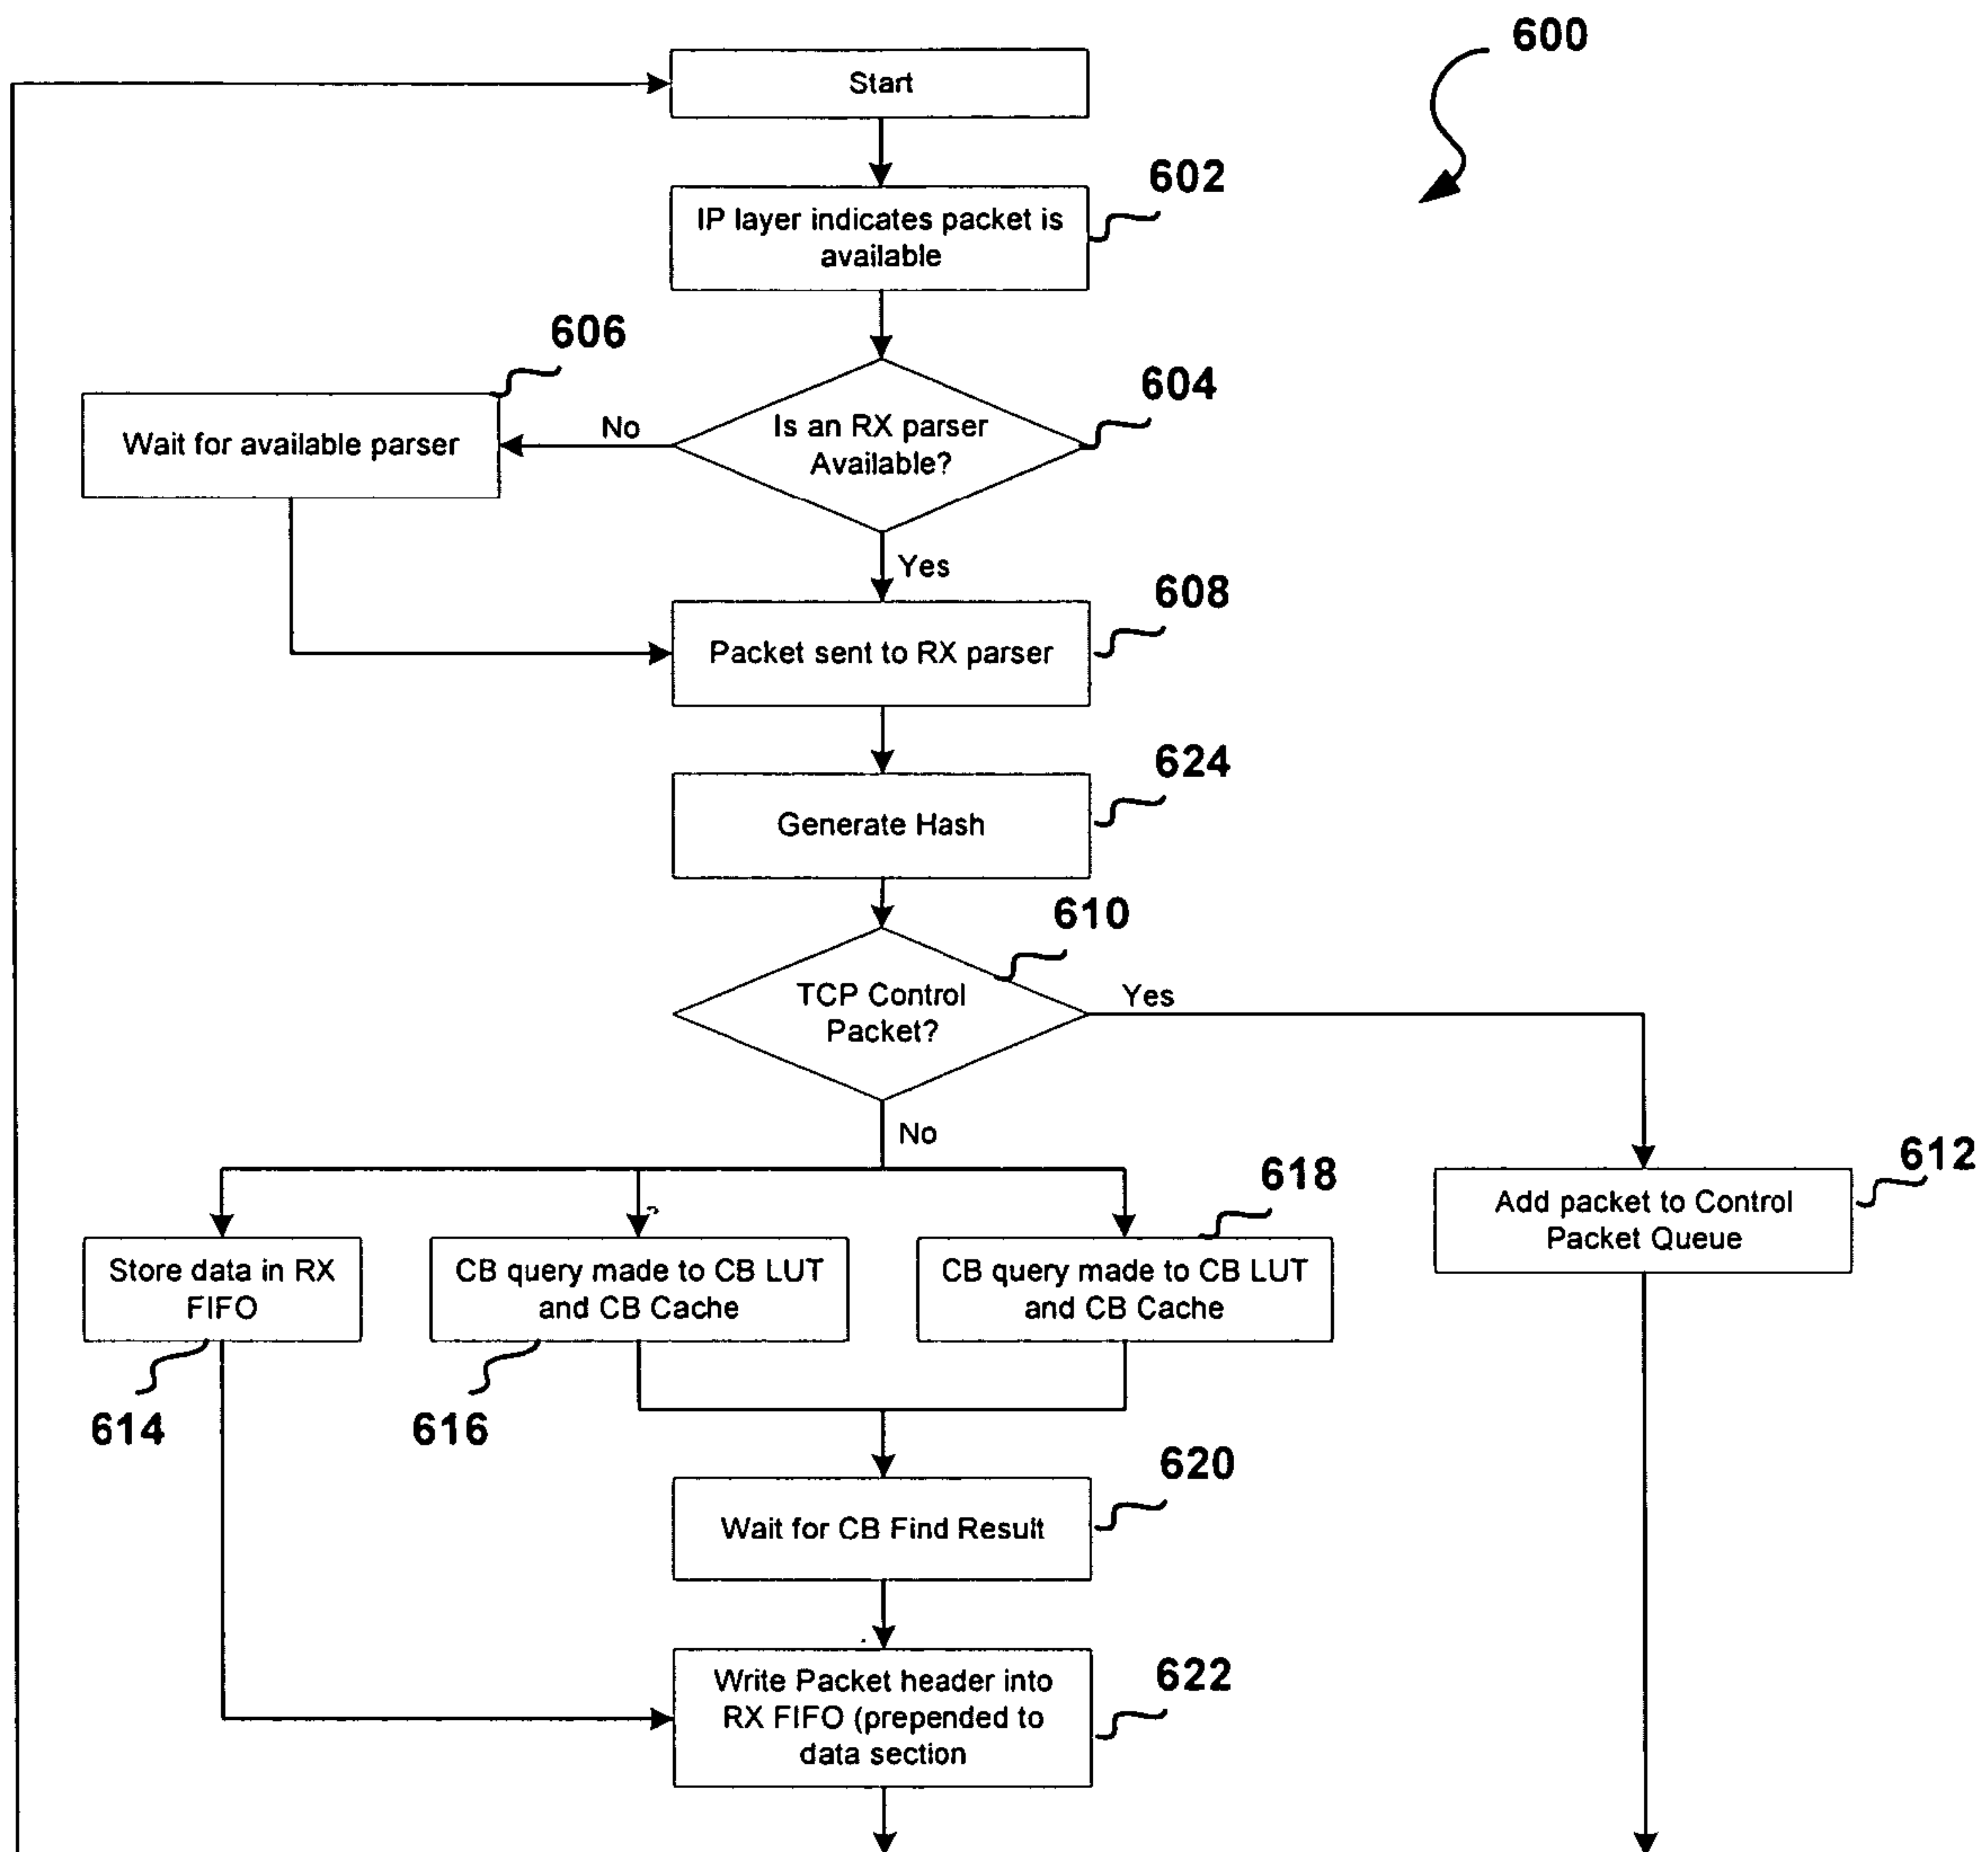 600
Start
602
IP layer indicates packet is
available
606
604
Wait for available parser
No
Is an RX parser
Available?
Yes
608
Packet sent to RX parser
624
Generate Hash
610
TCP Control
Packet?
Yes
No
618
612
Add packet to Control
Packet Queue
Store data in RX
FIFO
CB query made to CB LUT
and CB Cache
CB query made to CB LUT
and CB Cache
614
616
620
Wait for CB Find Result
622
Write Packet header into
RX FIFO (prepended to
data section